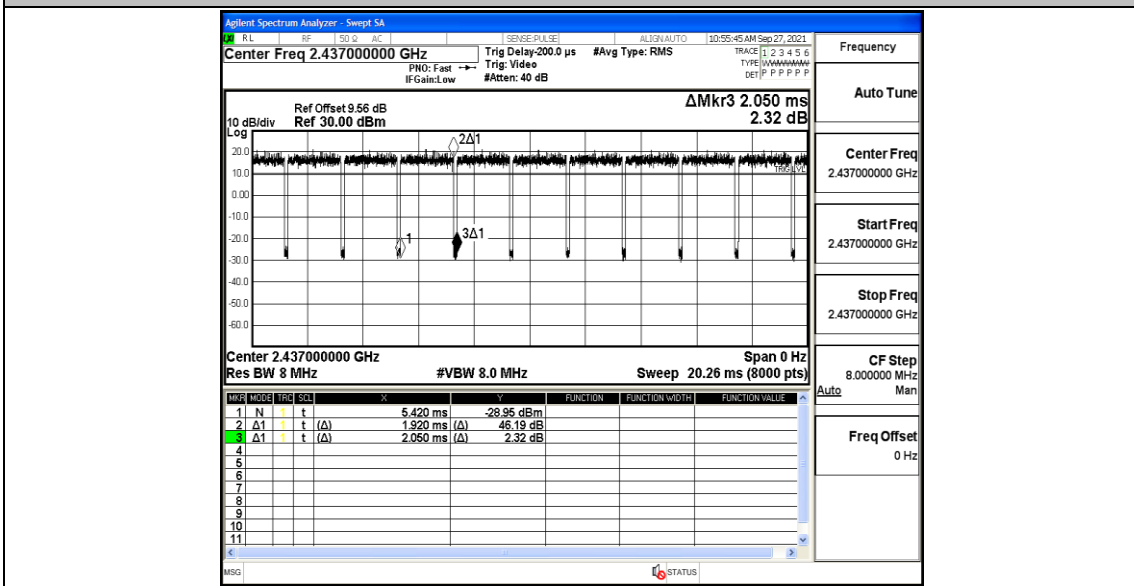 Agilent Spectrum Analyzer - Swept SA
RL RF 50 Ω AC SENSE:PULSE ALIGNAUTO 10:55:45 AM Sep 27, 2021
Center Freq 2.437000000 GHz
PNO: Fast
IFGain:Low
Trig Delay-200.0 µs
Trig: Video
#Atten: 40 dB
#Avg Type: RMS
TRACE 1 2 3 4 5 6
TYPE
DET P P P P P P
ΔMkr3 2.050 ms
2.32 dB
Ref Offset 9.56 dB
10 dB/div Ref 30.00 dBm
Log
2Δ1
20.0
TRIG LVL
10.0
0.00
-10.0
-20.0
1
3Δ1
-30.0
-40.0
-50.0
-60.0
Center 2.437000000 GHz Span 0 Hz
Res BW 8 MHz #VBW 8.0 MHz Sweep 20.26 ms (8000 pts)
MKR MODE TRC SCL X Y FUNCTION FUNCTION WIDTH FUNCTION VALUE
1 N 1 t 5.420 ms -28.95 dBm
2 Δ1 1 t (Δ) 1.920 ms (Δ) 46.19 dB
3 Δ1 1 t (Δ) 2.050 ms (Δ) 2.32 dB
4
5
6
7
8
9
10
11
MSG STATUS
Frequency
Auto Tune
Center Freq
2.437000000 GHz
Start Freq
2.437000000 GHz
Stop Freq
2.437000000 GHz
CF Step
8.000000 MHz
Auto Man
Freq Offset
0 Hz